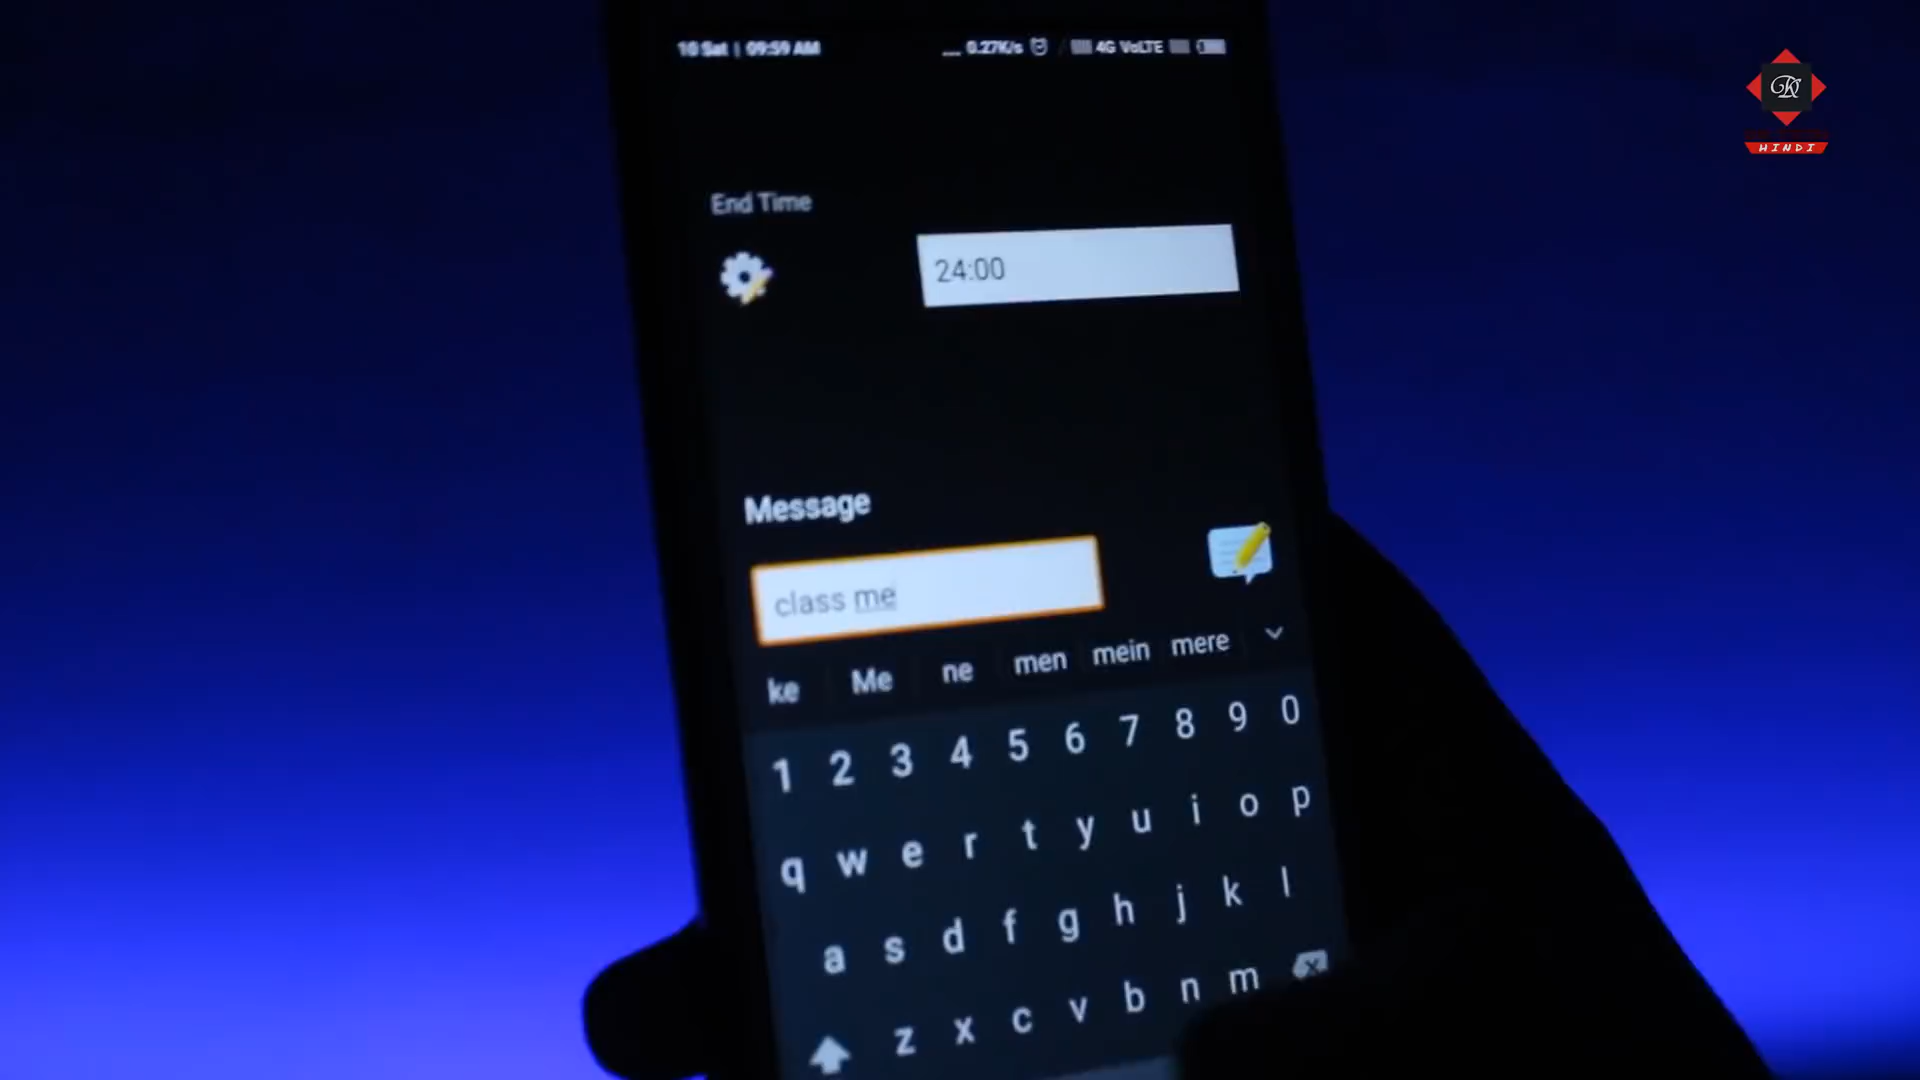 10 Sat | 09:59 AM
... 0.27K/s 4G VoLTE
DK
HINDI
End Time
24:00
Message
class me
ke Me ne men mein mere
1 2 3 4 5 6 7 8 9 0
q w e r t y u i o p
a s d f g h j k l
z x c v b n m